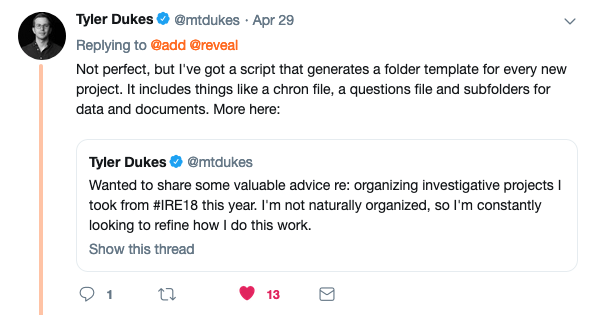 Tyler Dukes @mtdukes · Apr 29
Replying to @add @reveal
Not perfect, but I've got a script that generates a folder template for every new
project. It includes things like a chron file, a questions file and subfolders for
data and documents. More here:
Tyler Dukes @mtdukes
Wanted to share some valuable advice re: organizing investigative projects I
took from #IRE18 this year. I'm not naturally organized, so I'm constantly
looking to refine how I do this work.
Show this thread
1 13